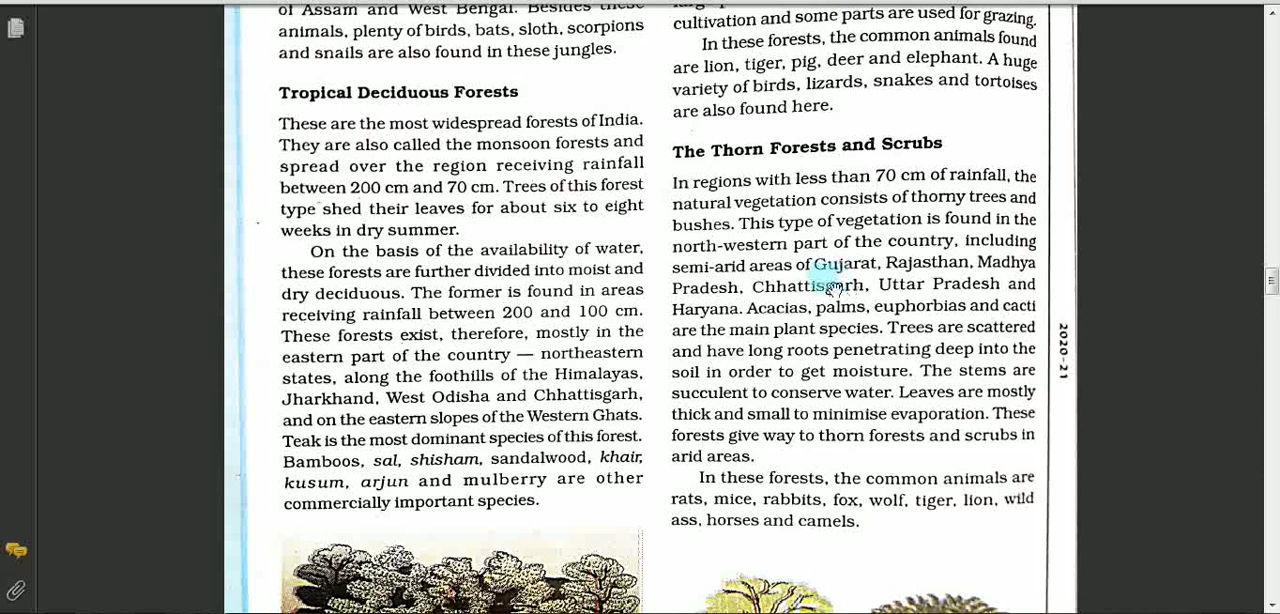 of Assam and West Bengal. Besides these
animals, plenty of birds, bats, sloth, scorpions
and snails are also found in these jungles.
Tropical Deciduous Forests
These are the most widespread forests of India.
They are also called the monsoon forests and
spread over the region receiving rainfall
between 200 cm and 70 cm. Trees of this forest
type shed their leaves for about six to eight
weeks in dry summer.
On the basis of the availability of water,
these forests are further divided into moist and
dry deciduous. The former is found in areas
receiving rainfall between 200 and 100 cm.
These forests exist, therefore, mostly in the
eastern part of the country — northeastern
states, along the foothills of the Himalayas,
Jharkhand, West Odisha and Chhattisgarh,
and on the eastern slopes of the Western Ghats.
Teak is the most dominant species of this forest.
Bamboos, sal, shisham, sandalwood, khair,
kusum, arjun and mulberry are other
commercially important species.
cultivation and some parts are used for grazing.
In these forests, the common animals found
are lion, tiger, pig, deer and elephant. A huge
variety of birds, lizards, snakes and tortoises
are also found here.
The Thorn Forests and Scrubs
In regions with less than 70 cm of rainfall, the
natural vegetation consists of thorny trees and
bushes. This type of vegetation is found in the
north-western part of the country, including
semi-arid areas of Gujarat, Rajasthan, Madhya
Pradesh, Chhattisgarh, Uttar Pradesh and
Haryana. Acacias, palms, euphorbias and cacti
are the main plant species. Trees are scattered
and have long roots penetrating deep into the
soil in order to get moisture. The stems are
succulent to conserve water. Leaves are mostly
thick and small to minimise evaporation. These
forests give way to thorn forests and scrubs in
arid areas.
In these forests, the common animals are
rats, mice, rabbits, fox, wolf, tiger, lion, wild
ass, horses and camels.
2020-21